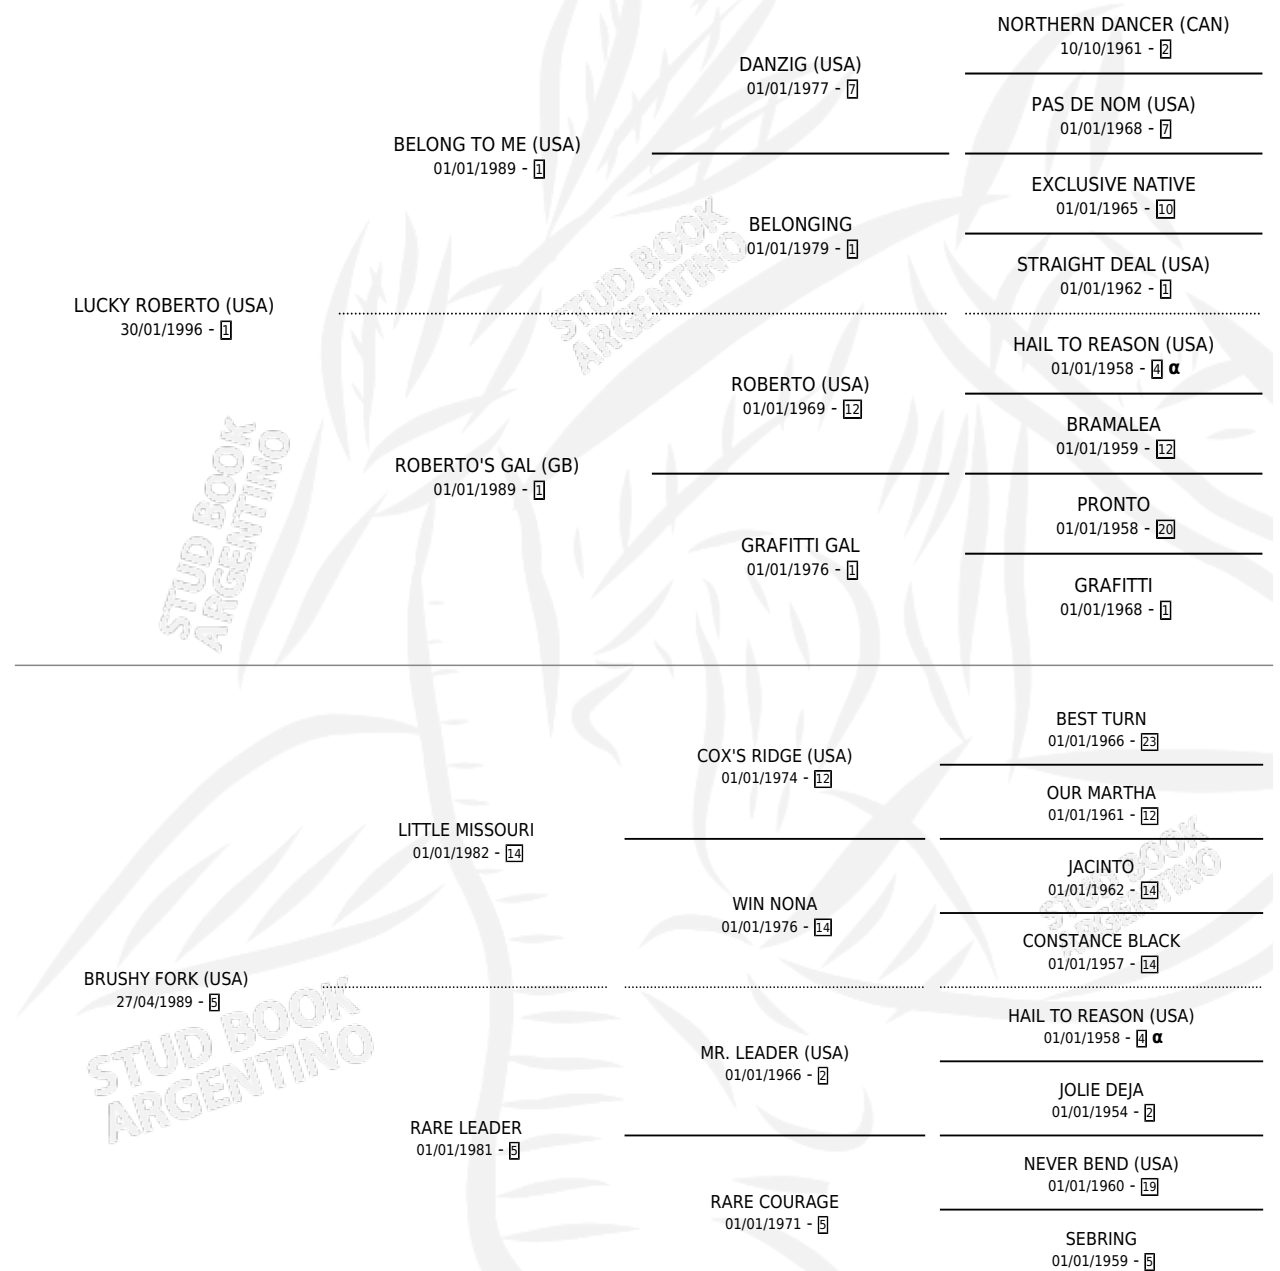 NORTHERN DANCER (CAN)
10/10/1961 - 2
DANZIG (USA)
01/01/1977 - 7
PAS DE NOM (USA)
01/01/1968 - 7
BELONG TO ME (USA)
01/01/1989 - 1
EXCLUSIVE NATIVE
01/01/1965 - 10
BELONGING
01/01/1979 - 1
STRAIGHT DEAL (USA)
01/01/1962 - 1
LUCKY ROBERTO (USA)
30/01/1996 - 1
HAIL TO REASON (USA)
01/01/1958 - 4 α
ROBERTO (USA)
01/01/1969 - 12
BRAMALEA
01/01/1959 - 12
ROBERTO'S GAL (GB)
01/01/1989 - 1
PRONTO
01/01/1958 - 20
GRAFITTI GAL
01/01/1976 - 1
GRAFITTI
01/01/1968 - 1
STUD BOOK
ARGENTINO
STUD BOOK
ARGENTINO
BEST TURN
01/01/1966 - 23
COX'S RIDGE (USA)
01/01/1974 - 12
OUR MARTHA
01/01/1961 - 12
LITTLE MISSOURI
01/01/1982 - 14
JACINTO
01/01/1962 - 14
WIN NONA
01/01/1976 - 14
CONSTANCE BLACK
01/01/1957 - 14
BRUSHY FORK (USA)
27/04/1989 - 5
HAIL TO REASON (USA)
01/01/1958 - 4 α
MR. LEADER (USA)
01/01/1966 - 2
JOLIE DEJA
01/01/1954 - 2
RARE LEADER
01/01/1981 - 5
NEVER BEND (USA)
01/01/1960 - 19
RARE COURAGE
01/01/1971 - 5
SEBRING
01/01/1959 - 5
STUD BOOK
ARGENTINO
STUD BOOK
ARGENTINO